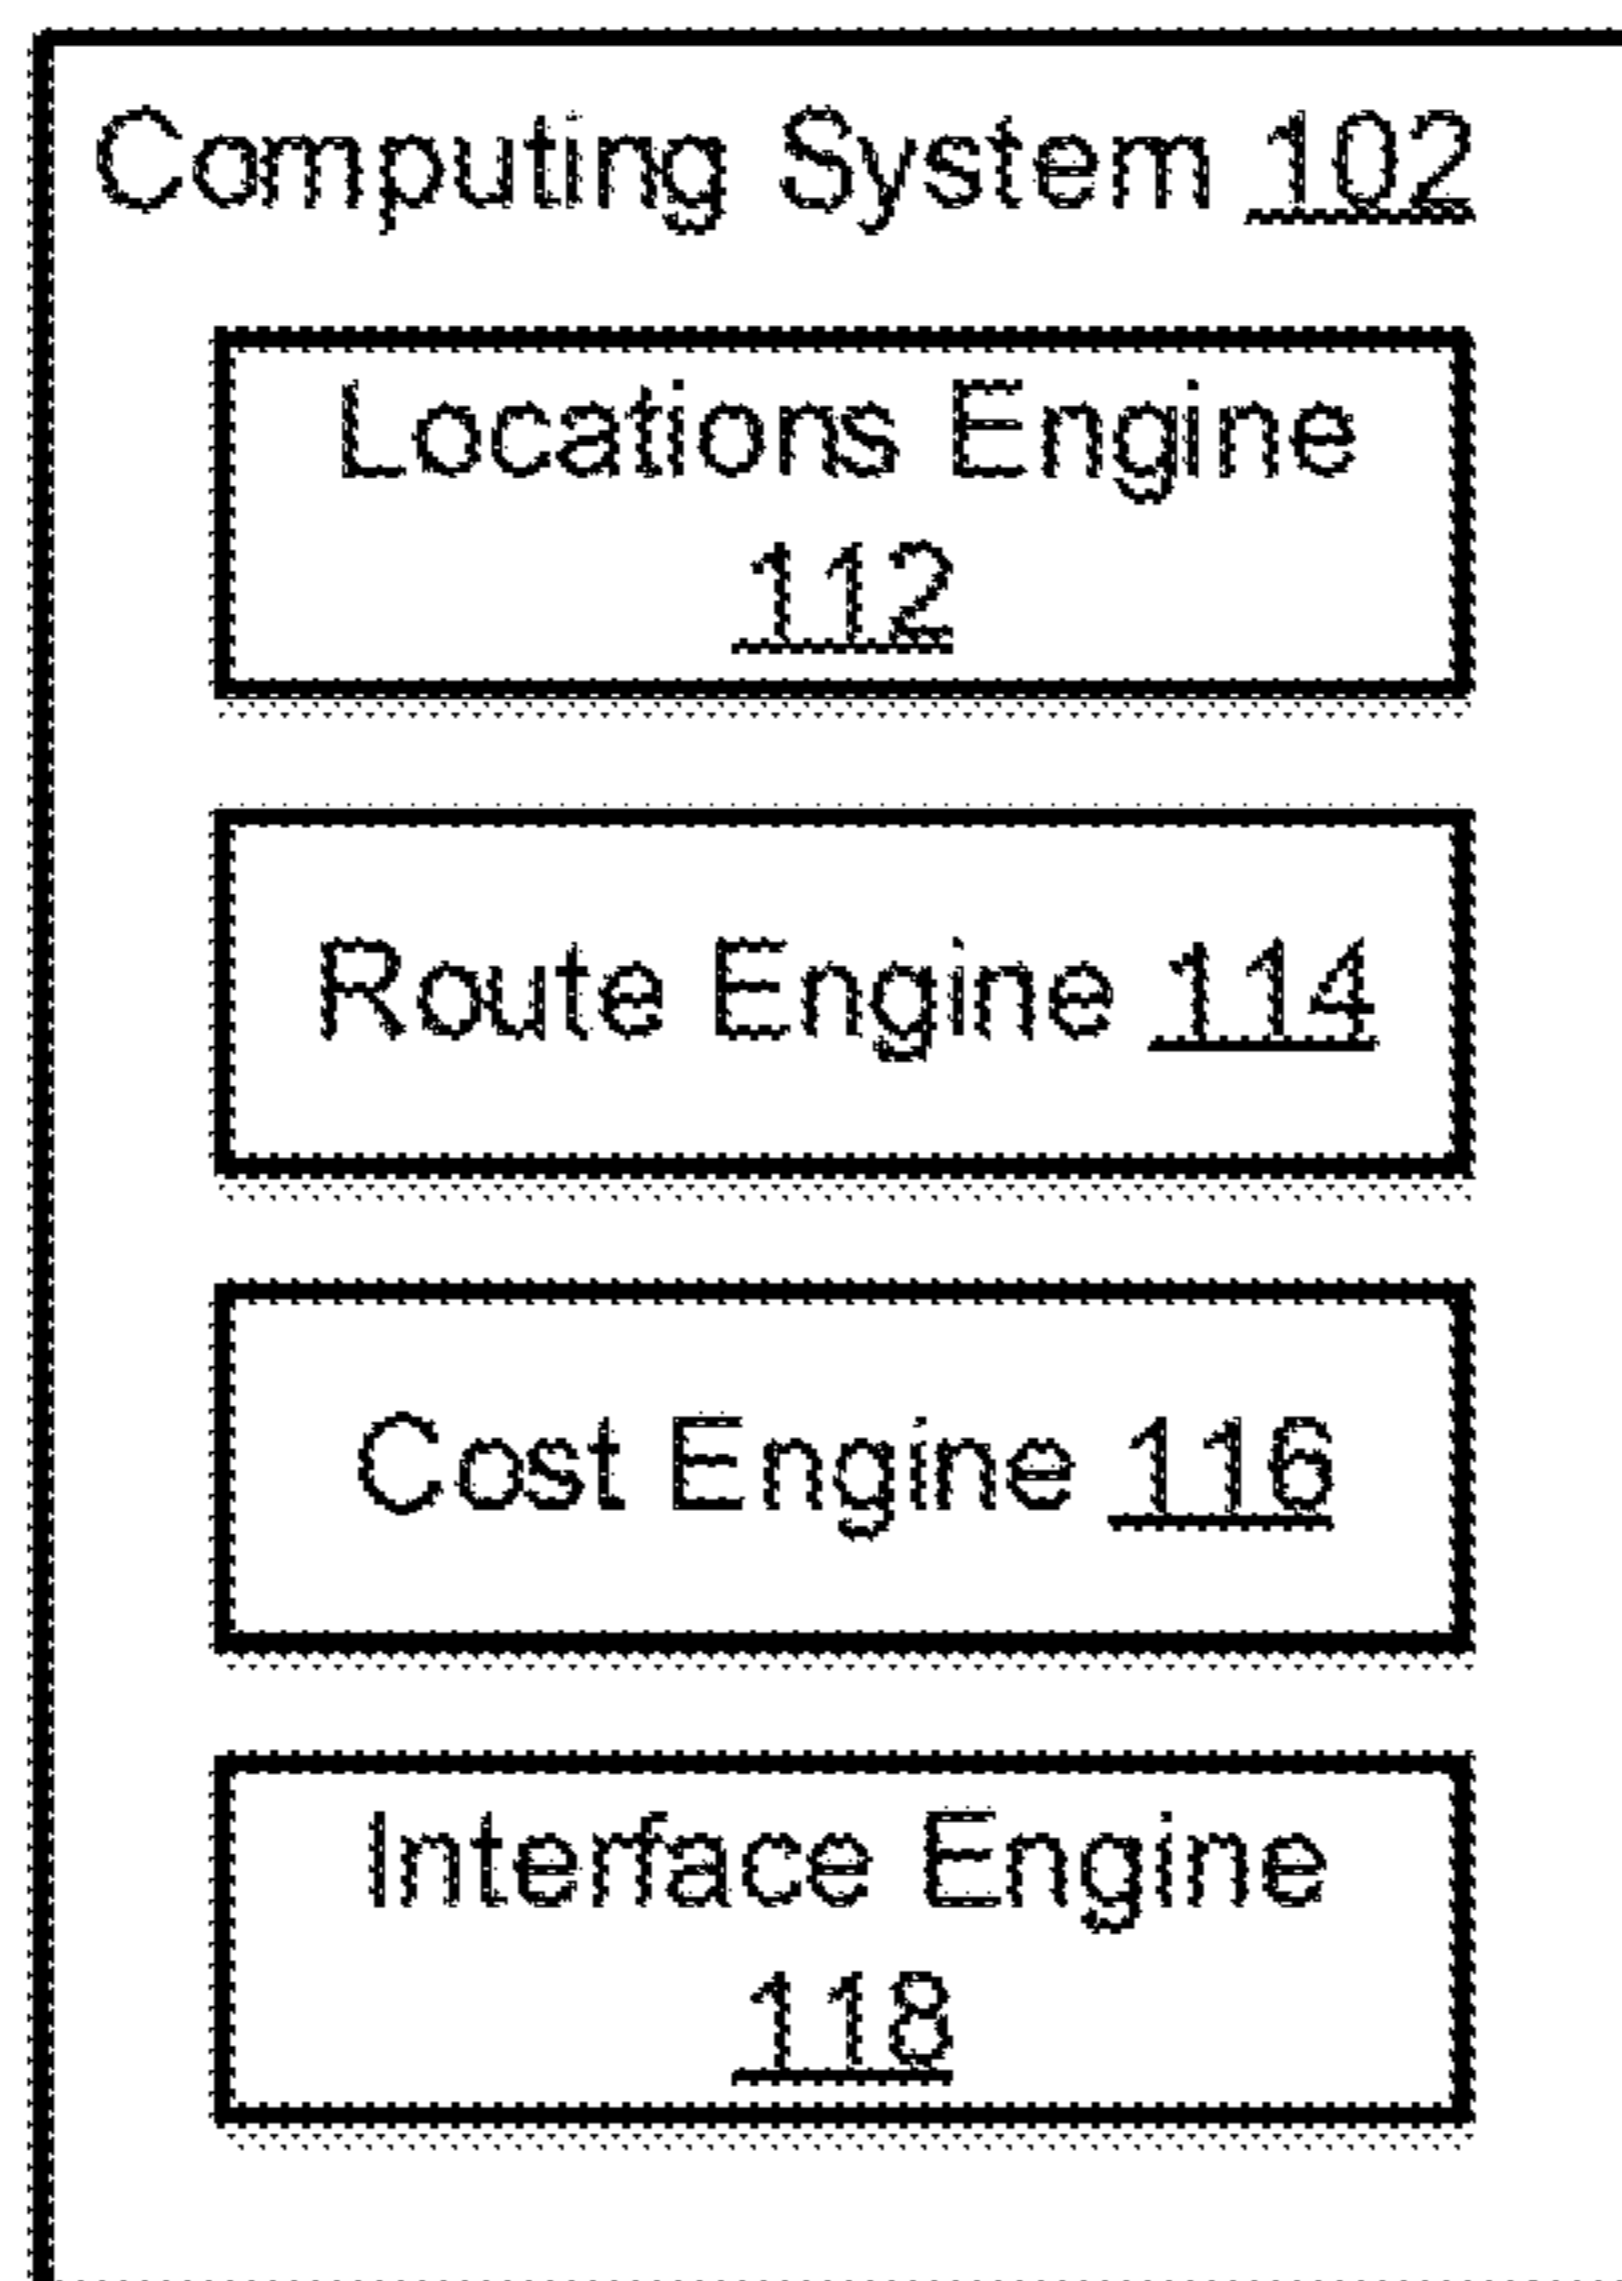 Computing System 102
Locations Engine
112
Route Engine 114
Cost Engine 116
Interface Engine
118